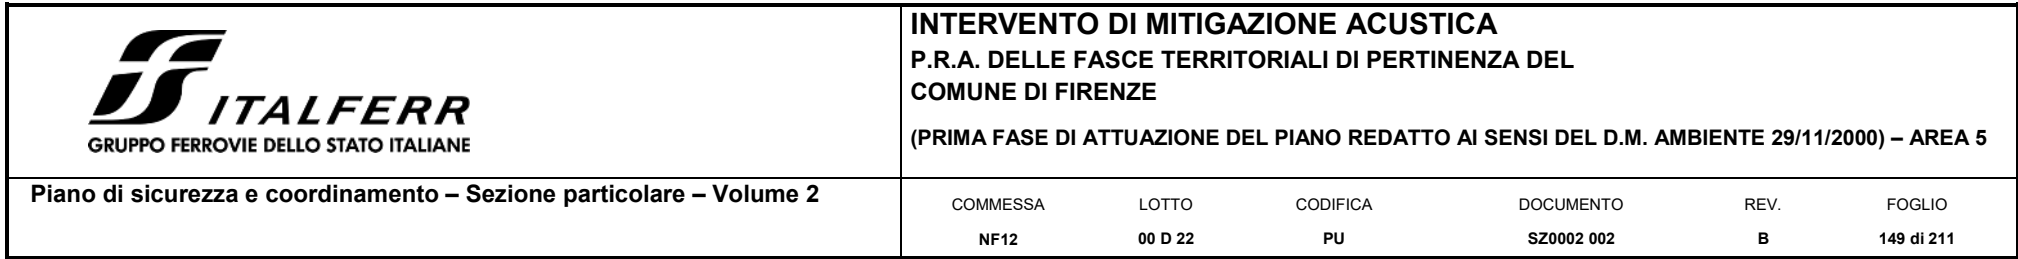 ITALFERR
GRUPPO FERROVIE DELLO STATO ITALIANE
INTERVENTO DI MITIGAZIONE ACUSTICA
P.R.A. DELLE FASCE TERRITORIALI DI PERTINENZA DEL
COMUNE DI FIRENZE
(PRIMA FASE DI ATTUAZIONE DEL PIANO REDATTO AI SENSI DEL D.M. AMBIENTE 29/11/2000) – AREA 5
Piano di sicurezza e coordinamento – Sezione particolare – Volume 2
COMMESSA LOTTO CODIFICA DOCUMENTO REV. FOGLIO
NF12 00 D 22 PU SZ0002 002 B 149 di 211